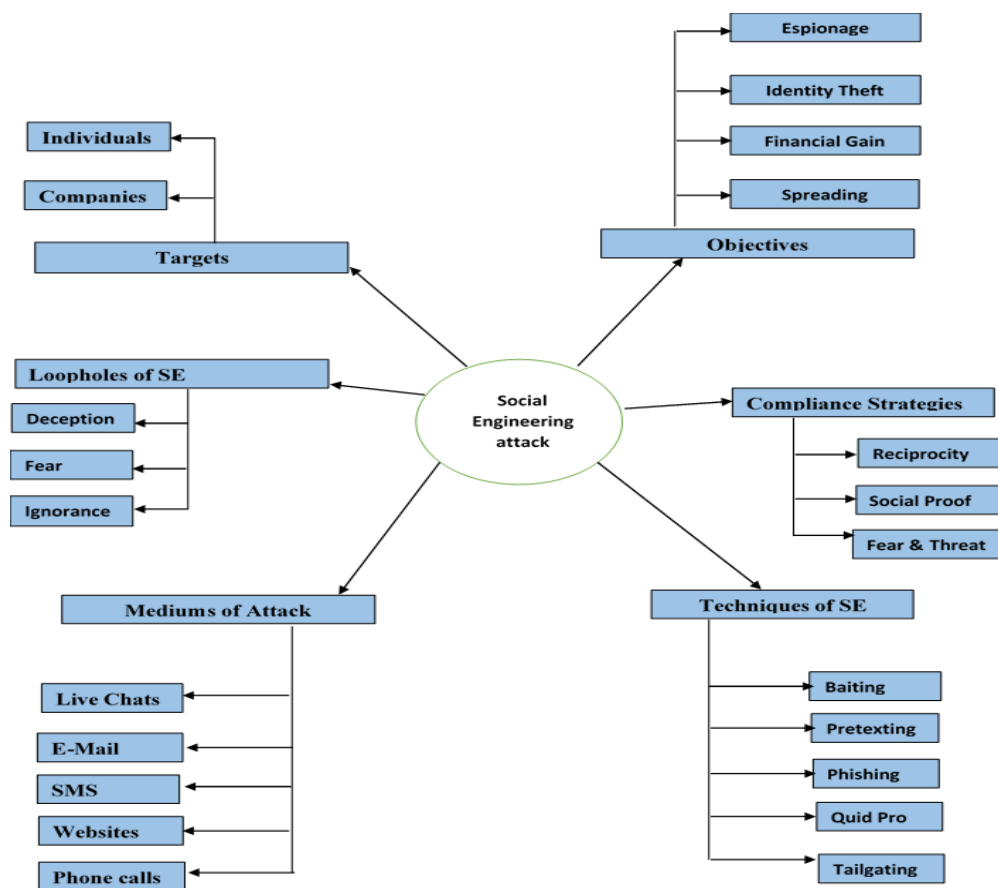 Espionage
Identity Theft
Financial Gain
Spreading
Objectives
Individuals
Companies
Targets
Loopholes of SE
Deception
Fear
Ignorance
Social
Engineering
attack
Compliance Strategies
Reciprocity
Social Proof
Fear & Threat
Mediums of Attack
Live Chats
E-Mail
SMS
Websites
Phone calls
Techniques of SE
Baiting
Pretexting
Phishing
Quid Pro
Tailgating